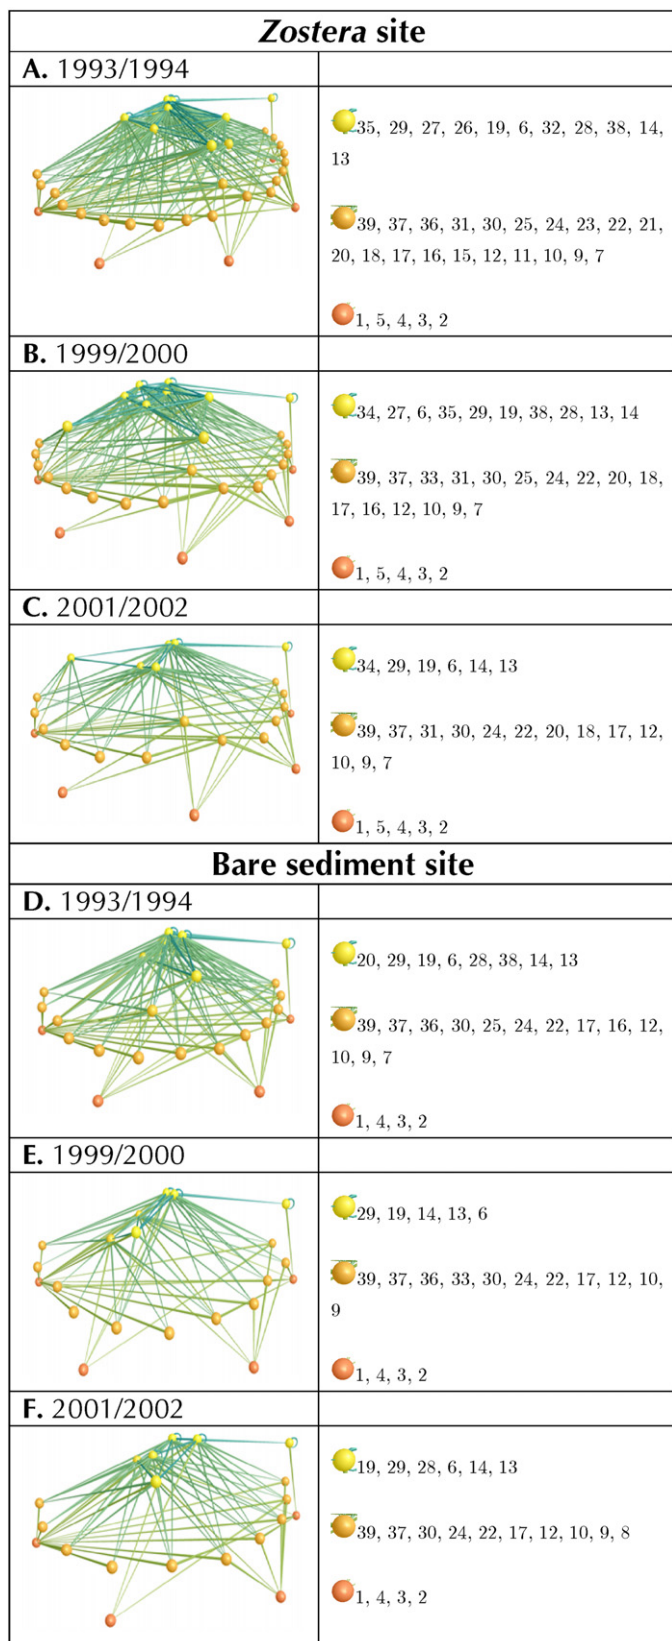 Zostera site
A. 1993/1994
35, 29, 27, 26, 19, 6, 32, 28, 38, 14,
13
39, 37, 36, 31, 30, 25, 24, 23, 22, 21,
20, 18, 17, 16, 15, 12, 11, 10, 9, 7
1, 5, 4, 3, 2
B. 1999/2000
34, 27, 6, 35, 29, 19, 38, 28, 13, 14
39, 37, 33, 31, 30, 25, 24, 22, 20, 18,
17, 16, 12, 10, 9, 7
1, 5, 4, 3, 2
C. 2001/2002
34, 29, 19, 6, 14, 13
39, 37, 31, 30, 24, 22, 20, 18, 17, 12,
10, 9, 7
1, 5, 4, 3, 2
Bare sediment site
D. 1993/1994
20, 29, 19, 6, 28, 38, 14, 13
39, 37, 36, 30, 25, 24, 22, 17, 16, 12,
10, 9, 7
1, 4, 3, 2
E. 1999/2000
29, 19, 14, 13, 6
39, 37, 36, 33, 30, 24, 22, 17, 12, 10,
9
1, 4, 3, 2
F. 2001/2002
19, 29, 28, 6, 14, 13
39, 37, 30, 24, 22, 17, 12, 10, 9, 8
1, 4, 3, 2